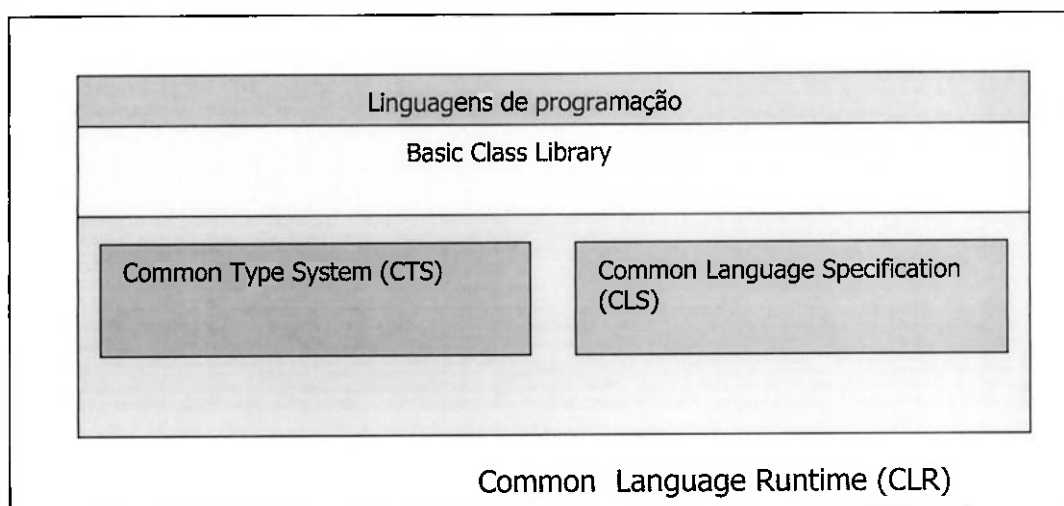 Linguagens de programação
Basic Class Library
Common Type System (CTS)
Common Language Specification
(CLS)
Common Language Runtime (CLR)